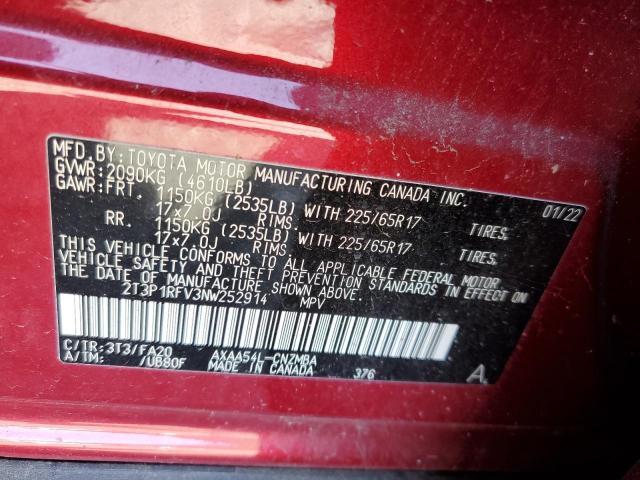 MFD. BY: TOYOTA MOTOR MANUFACTURING CANADA INC.
GVWR: 2090KG (4610LB) 01/22
GAWR: FRT. 1150KG (2535LB) WITH 225/65R17 TIRES,
17x7.0J RIMS,
RR. 1150KG (2535LB) WITH 225/65R17 TIRES,
17x7.0J RIMS,
THIS VEHICLE CONFORMS TO ALL APPLICABLE FEDERAL MOTOR
VEHICLE SAFETY AND THEFT PREVENTION STANDARDS IN EFFECT ON
THE DATE OF MANUFACTURE SHOWN ABOVE.
2T3P1RFV3NW252914 MPV
C/TR: 3T3/FA20 AXAA54L-CNZMBA
A/TM: /UB80F MADE IN CANADA 376 A